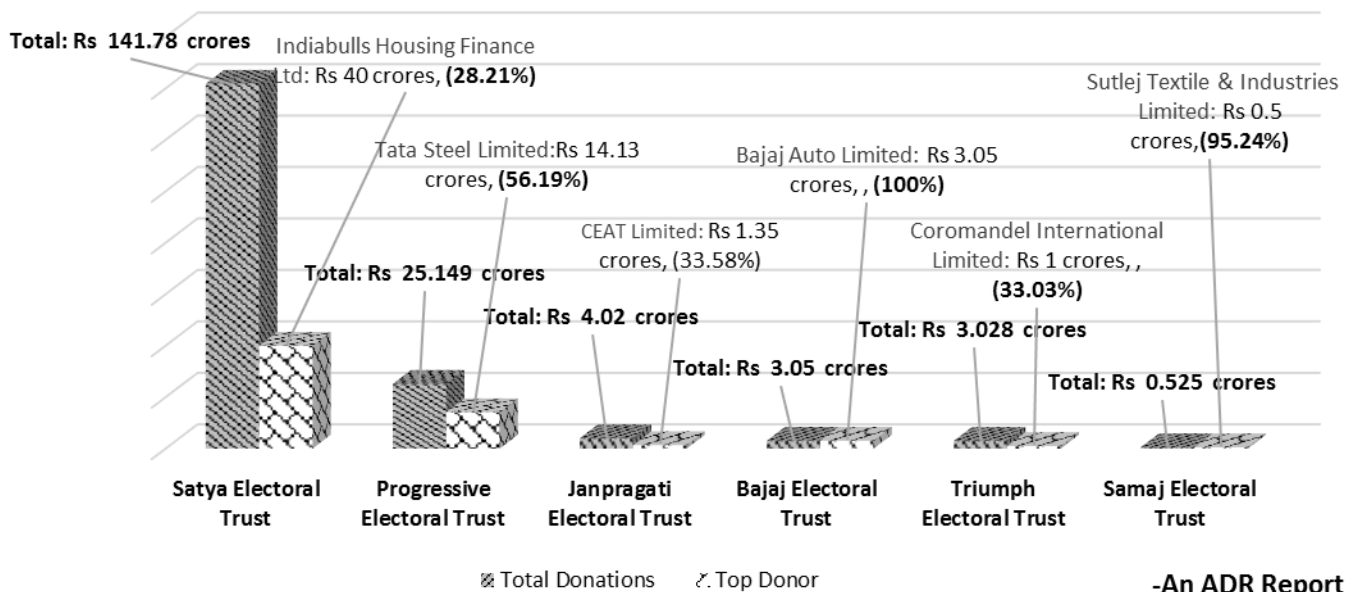 Total: Rs 141.78 crores
Indiabulls Housing Finance
Ltd: Rs 40 crores, (28.21%)
Tata Steel Limited:Rs 14.13
crores, (56.19%)
Total: Rs 25.149 crores
CEAT Limited: Rs 1.35
crores, (33.58%)
Total: Rs 4.02 crores
Bajaj Auto Limited: Rs 3.05
crores, , (100%)
Total: Rs 3.05 crores
Coromandel International
Limited: Rs 1 crores, ,
(33.03%)
Total: Rs 3.028 crores
Sutlej Textile & Industries
Limited: Rs 0.5
crores,(95.24%)
Total: Rs 0.525 crores
Satya Electoral
Trust
Progressive
Electoral Trust
Janpragati
Electoral Trust
Bajaj Electoral
Trust
Triumph
Electoral Trust
Samaj Electoral
Trust
Total Donations
Top Donor
-An ADR Report